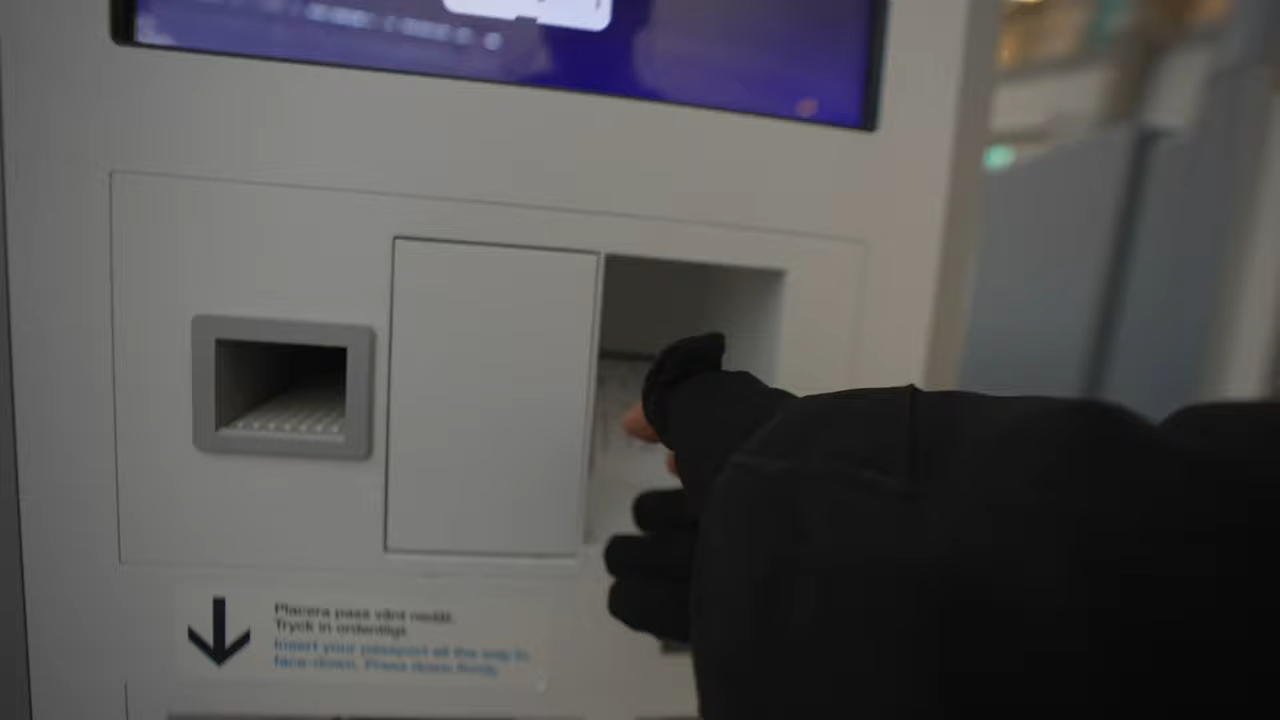 Placera pass vänt nedåt.
Tryck in ordentligt.
Insert your passport all the way in
face-down. Press down firmly.